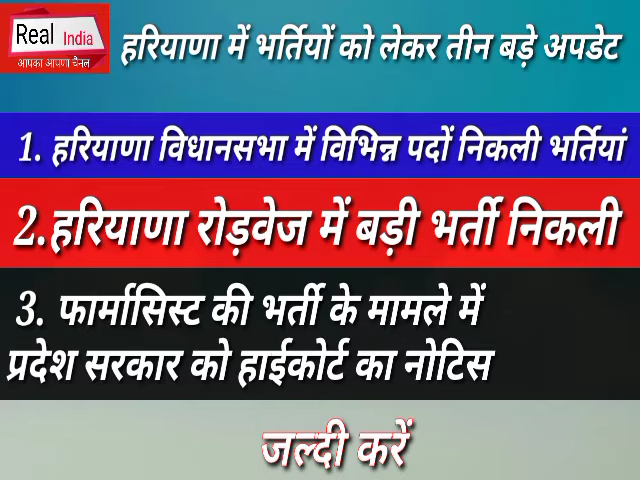 Real India
आपका आपणा चैनल
हरियाणा में भर्तियों को लेकर तीन बड़े अपडेट
1. हरियाणा विधानसभा में विभिन्न पदों निकली भर्तियां
2.हरियाणा रोड़वेज में बड़ी भर्ती निकली
3. फार्मासिस्ट की भर्ती के मामले में
प्रदेश सरकार को हाईकोर्ट का नोटिस
जल्दी करें